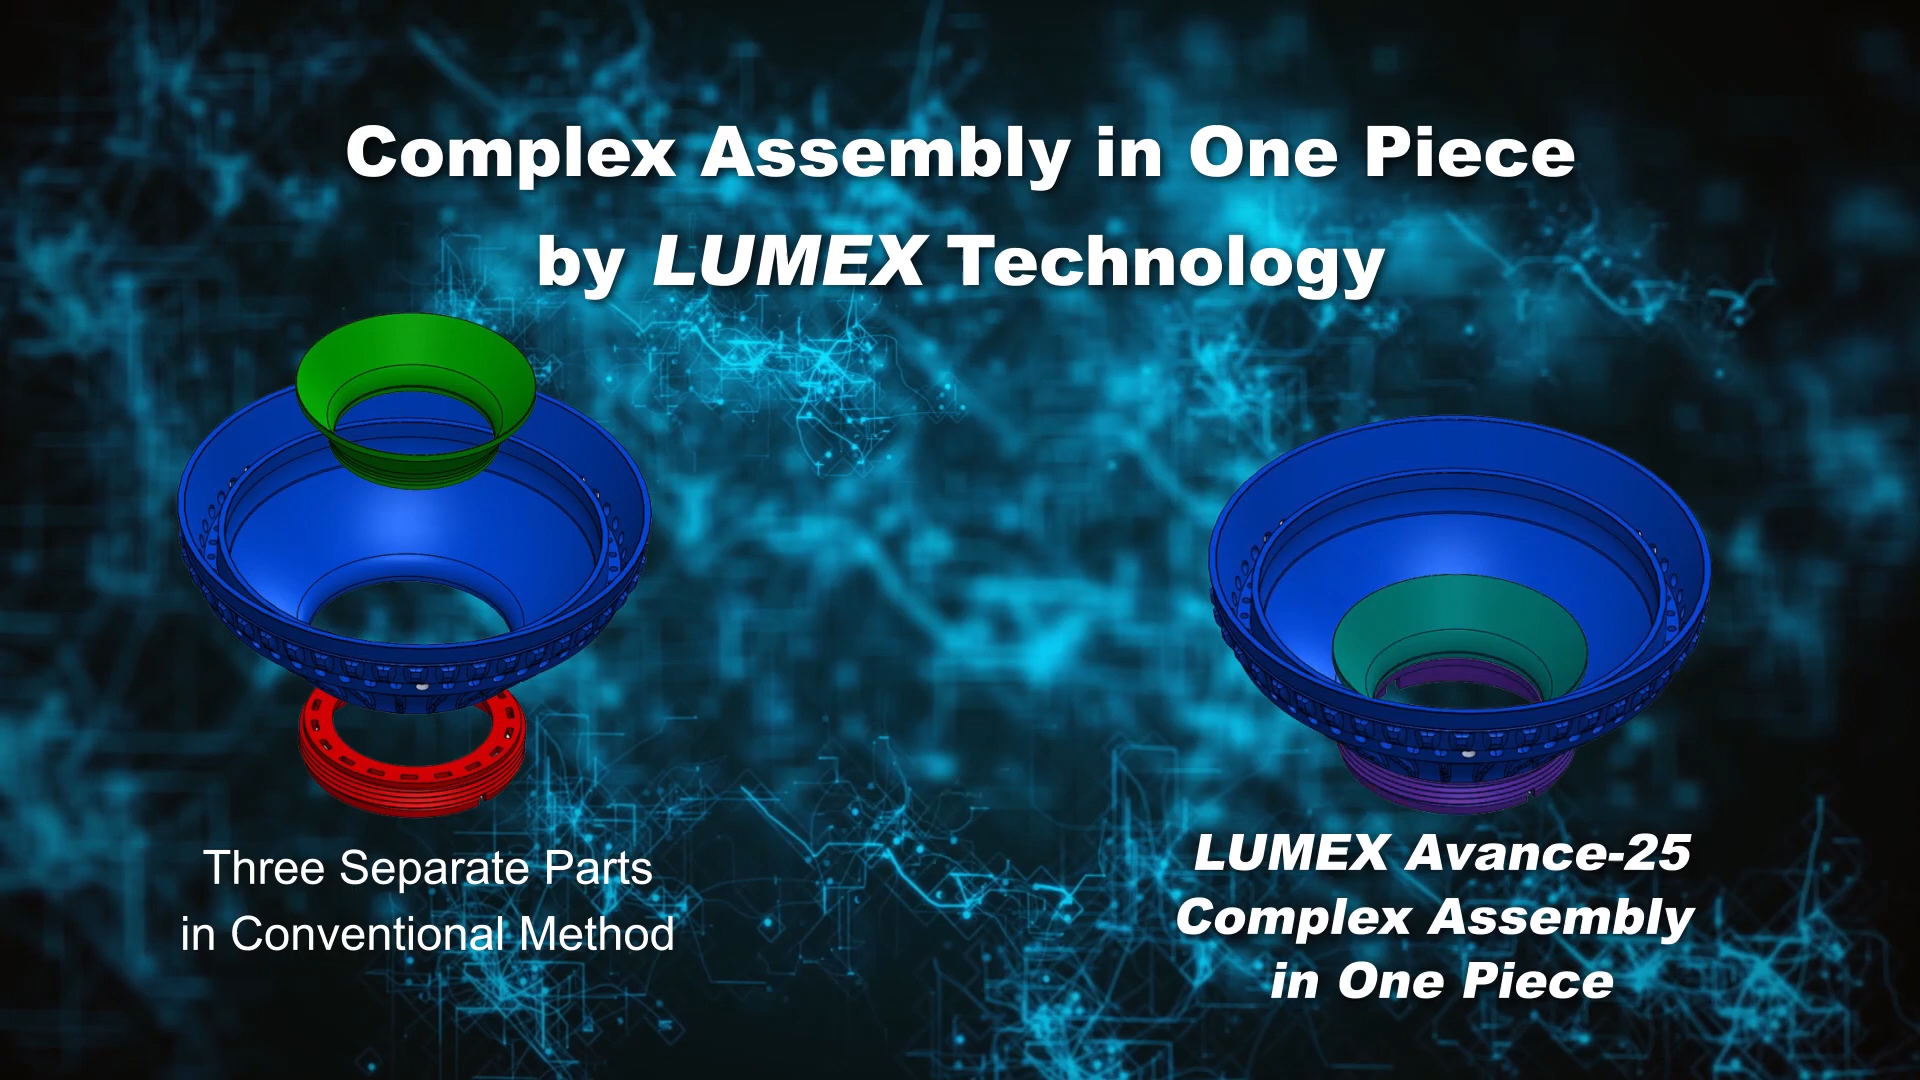 Complex Assembly in One Piece
by LUMEX Technology
Three Separate Parts
in Conventional Method
LUMEX Avance-25
Complex Assembly
in One Piece